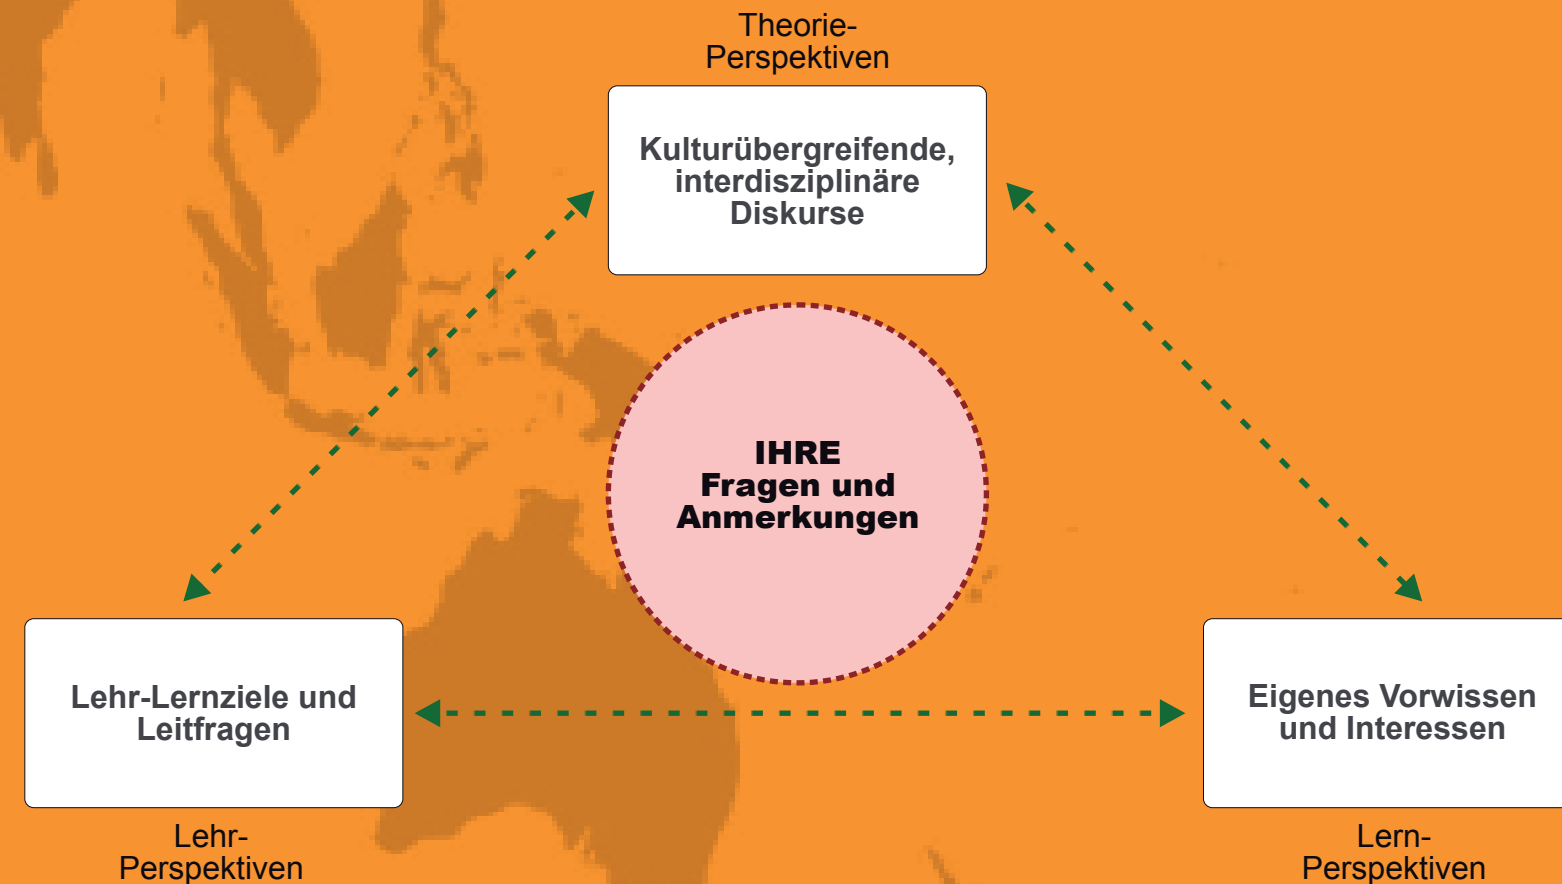 Theorie-
Perspektiven
Kulturübergreifende,
interdisziplinäre
Diskurse
IHRE
Fragen und
Anmerkungen
Lehr-Lernziele und
Leitfragen
Lehr-
Perspektiven
Eigenes Vorwissen
und Interessen
Lern-
Perspektiven